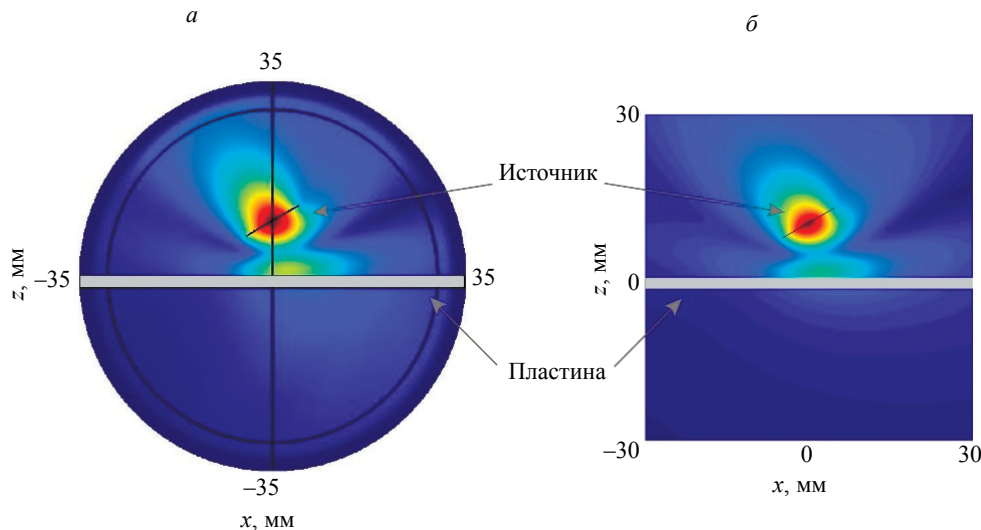 а
б
35
30
Источник
z, мм
–35
35
z, мм
0
Пластина
–30
0
30
–35
x, мм
x, мм